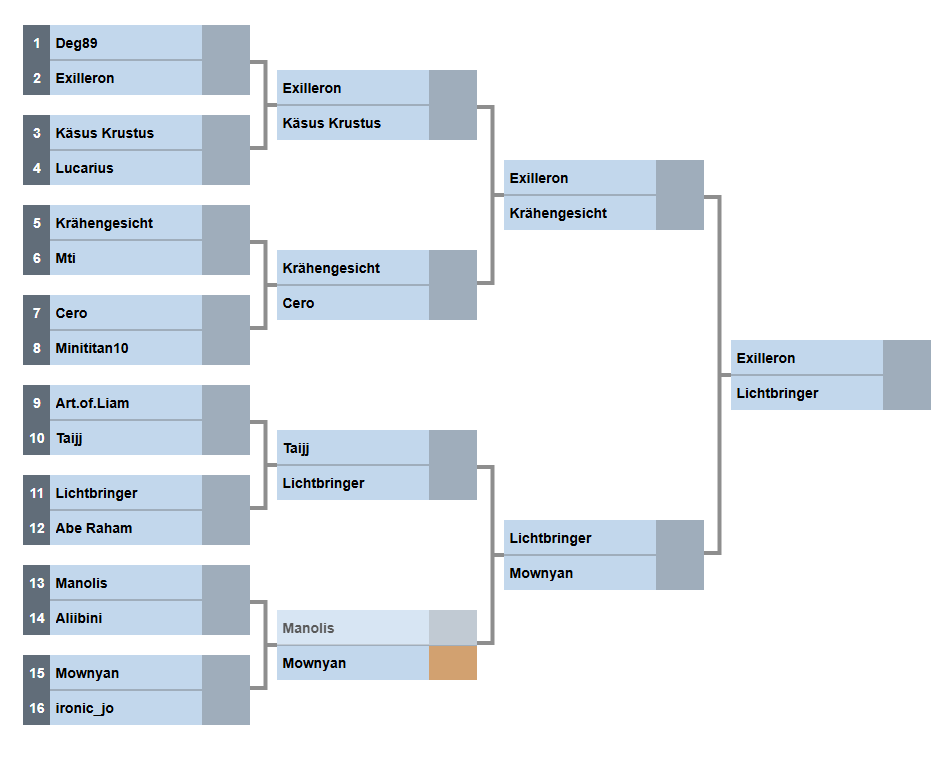 1 Deg89
2 Exilleron
3 Käsus Krustus
4 Lucarius
5 Krähengesicht
6 Mti
7 Cero
8 Minititan10
9 Art.of.Liam
10 Taijj
11 Lichtbringer
12 Abe Raham
13 Manolis
14 Aliibini
15 Mownyan
16 ironic_jo
Exilleron
Käsus Krustus
Krähengesicht
Cero
Taijj
Lichtbringer
Manolis
Mownyan
Exilleron
Krähengesicht
Lichtbringer
Mownyan
Exilleron
Lichtbringer